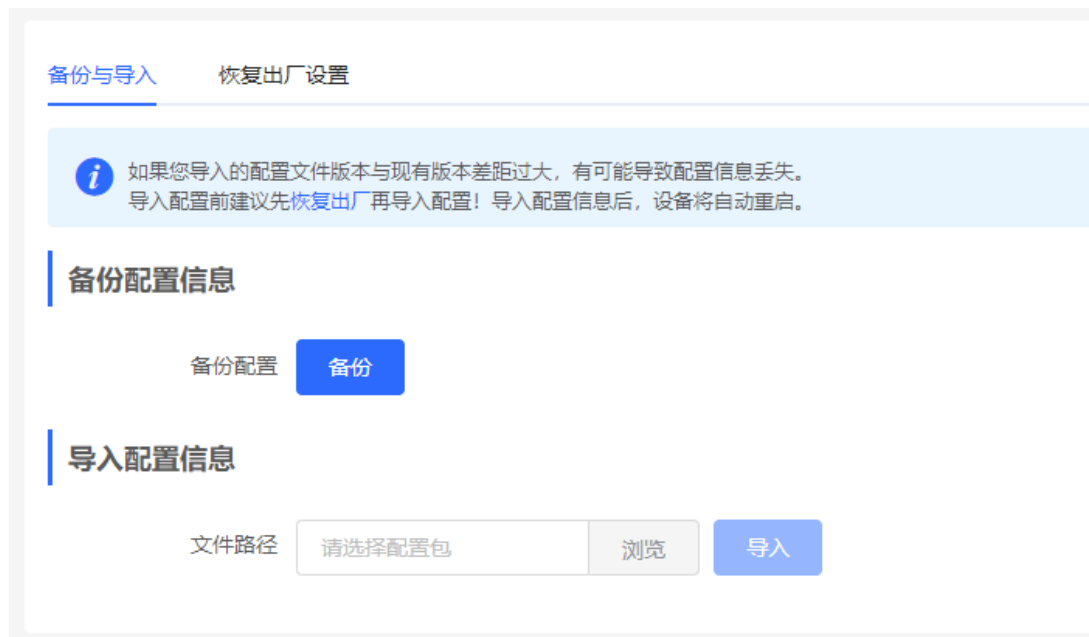 备份与导入 恢复出厂设置
如果您导入的配置文件版本与现有版本差距过大，有可能导致配置信息丢失。
导入配置前建议先恢复出厂再导入配置！导入配置信息后，设备将自动重启。
备份配置信息
备份配置 备份
导入配置信息
文件路径 请选择配置包 浏览 导入